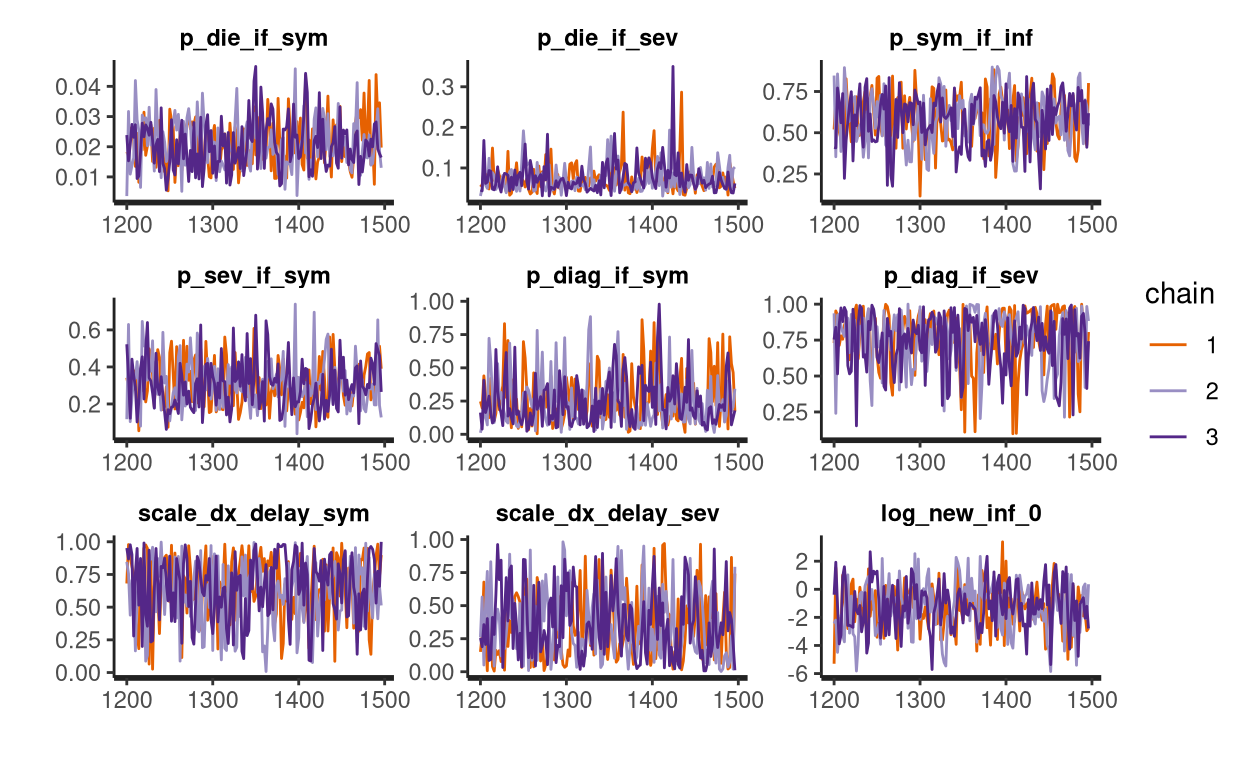 p_die_if_sym p_die_if_sev p_sym_if_inf
0.04 0.03 0.02 0.01
0.3 0.2 0.1
0.75 0.50 0.25
1200 1300 1400 1500 1200 1300 1400 1500 1200 1300 1400 1500
p_sev_if_sym p_diag_if_sym p_diag_if_sev
0.6 0.4 0.2
1.00 0.75 0.50 0.25 0.00
1.00 0.75 0.50 0.25
1200 1300 1400 1500 1200 1300 1400 1500 1200 1300 1400 1500
scale_dx_delay_sym scale_dx_delay_sev log_new_inf_0
1.00 0.75 0.50 0.25 0.00
1.00 0.75 0.50 0.25 0.00
2 0 -2 -4 -6
1200 1300 1400 1500 1200 1300 1400 1500 1200 1300 1400 1500
chain
1
2
3